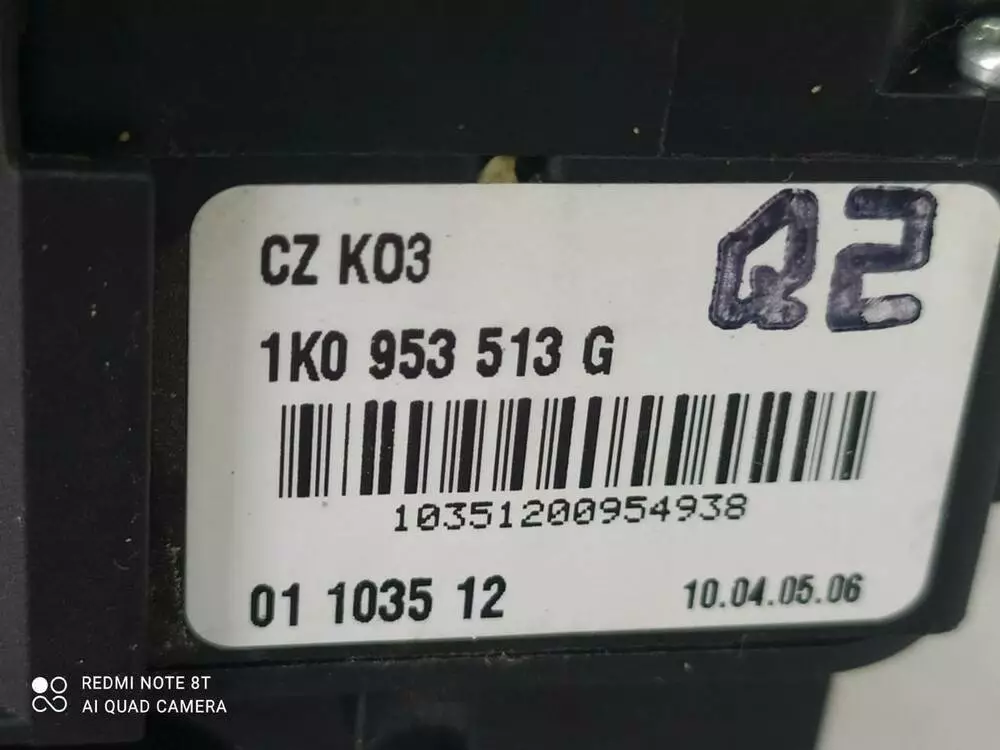 CZ K03
Q2
1K0 953 513 G
10351200954938
01 1035 12
10.04.05.06
REDMI NOTE 8T
AI QUAD CAMERA